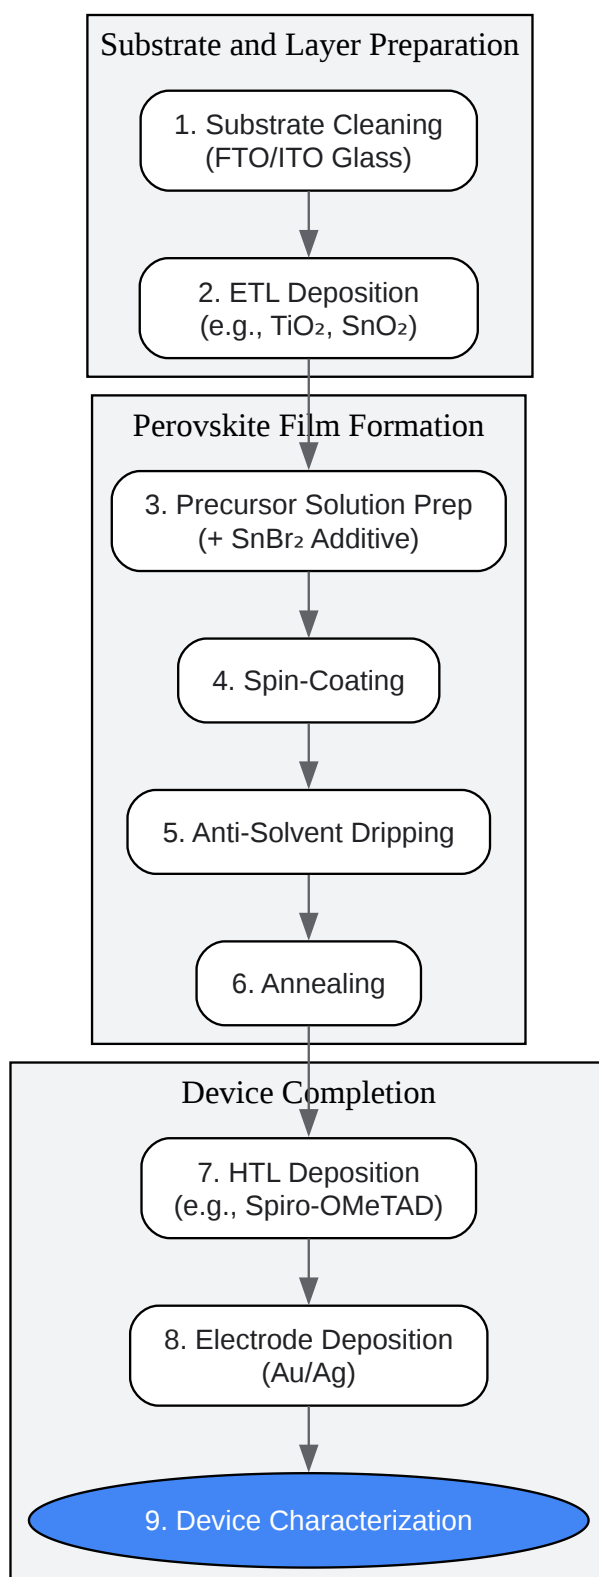 Substrate and Layer Preparation
1. Substrate Cleaning
(FTO/ITO Glass)
2. ETL Deposition
(e.g., TiO₂, SnO₂)
Perovskite Film Formation
3. Precursor Solution Prep
(+ SnBr₂ Additive)
4. Spin-Coating
5. Anti-Solvent Dripping
6. Annealing
Device Completion
7. HTL Deposition
(e.g., Spiro-OMeTAD)
8. Electrode Deposition
(Au/Ag)
9. Device Characterization